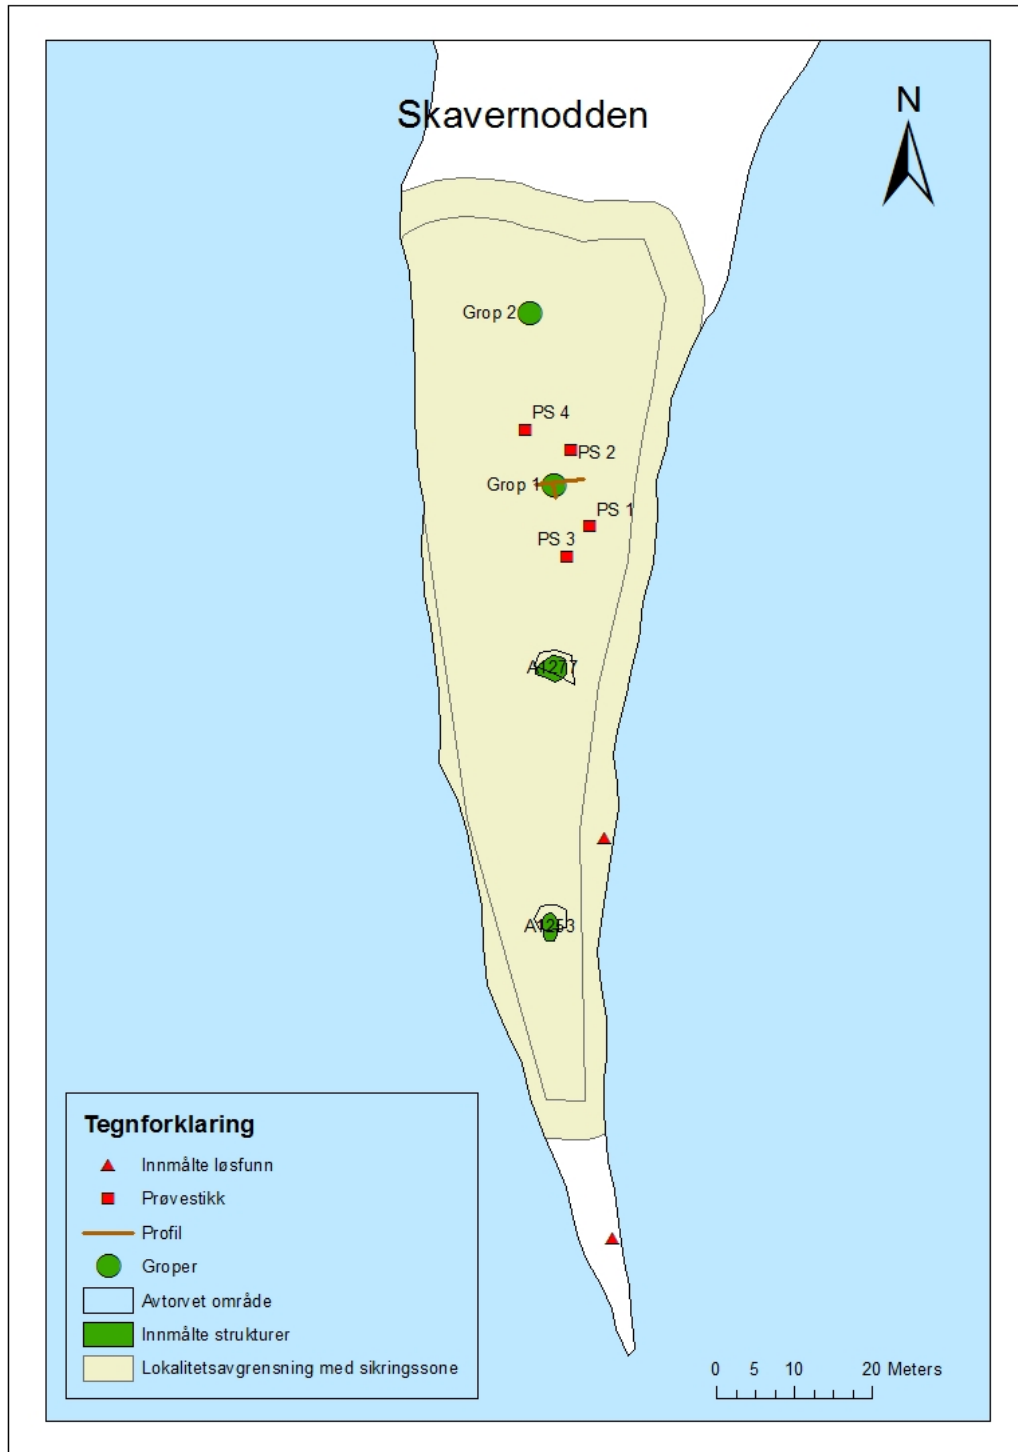 Skavernodden
N
Grop 2
PS 4
PS 2
Grop 1
PS 1
PS 3
A1277
A1253
Tegnforklaring
Innmålte løsfunn
Prøvestikk
Profil
Groper
Avtorvet område
Innmålte strukturer
Lokalitetsavgrensning med sikringssone
0 5 10 20 Meters